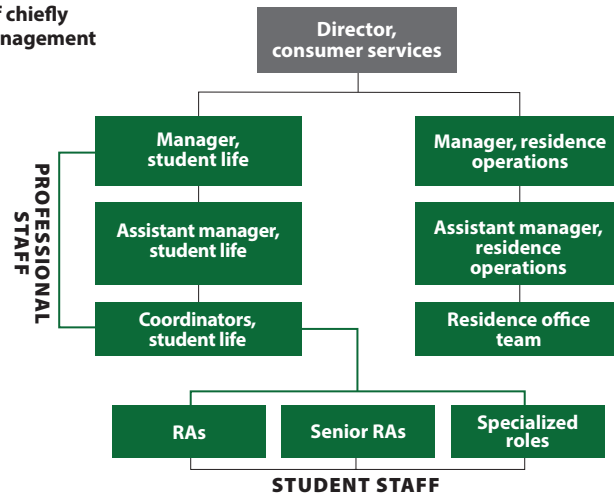 chiefly
nagement
Director,
consumer services
Manager,
student life
Manager, residence
operations
PROFESSIONAL
STAFF
Assistant manager,
student life
Assistant manager,
residence
operations
Coordinators,
student life
Residence office
team
RAs
Senior RAs
Specialized
roles
STUDENT STAFF